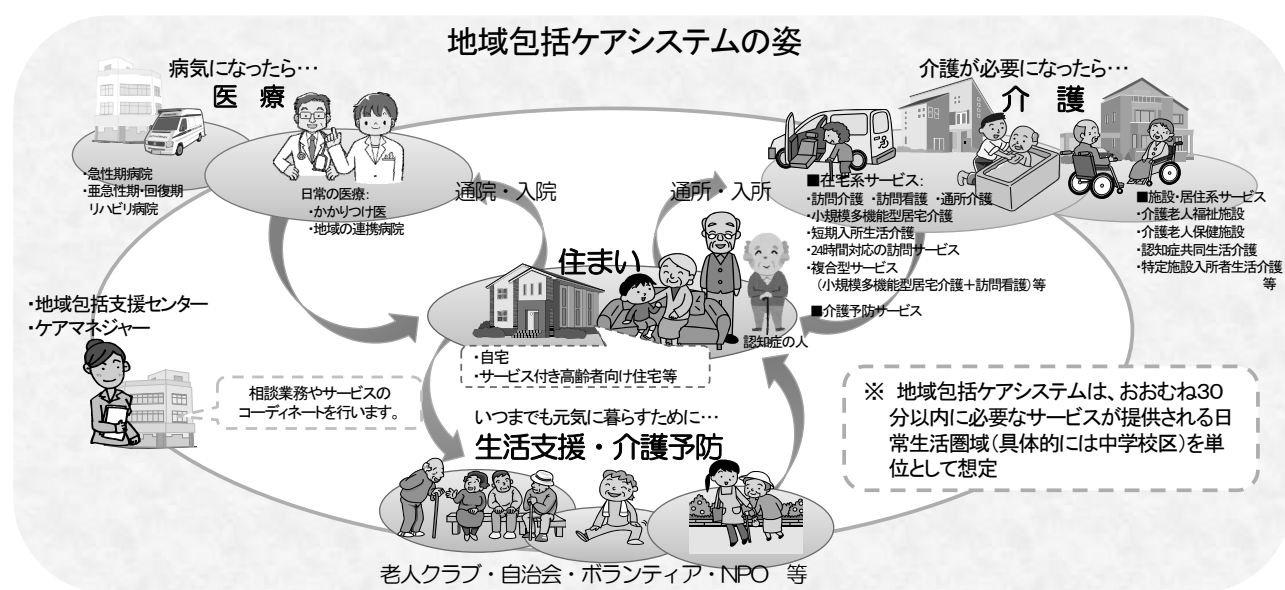 地域包括ケアシステムの姿
病気になったら…
医 療
・急性期病院
・亜急性期・回復期
リハビリ病院
日常の医療:
・かかりつけ医
・地域の連携病院
通院・入院
通所・入所
介護が必要になったら…
介 護
■在宅系サービス:
・訪問介護 ・訪問看護 ・通所介護
・小規模多機能型居宅介護
・短期入所生活介護
・24時間対応の訪問サービス
・複合型サービス
(小規模多機能型居宅介護+訪問看護)等
■介護予防サービス
■施設・居住系サービス
・介護老人福祉施設
・介護老人保健施設
・認知症共同生活介護
・特定施設入所者生活介護
等
住まい
認知症の人
・自宅
・サービス付き高齢者向け住宅等
・地域包括支援センター
・ケアマネジャー
相談業務やサービスの
コーディネートを行います。
いつまでも元気に暮らすために…
生活支援・介護予防
老人クラブ・自治会・ボランティア・NPO 等
※ 地域包括ケアシステムは、おおむね30
分以内に必要なサービスが提供される日
常生活圏域(具体的には中学校区)を単
位として想定